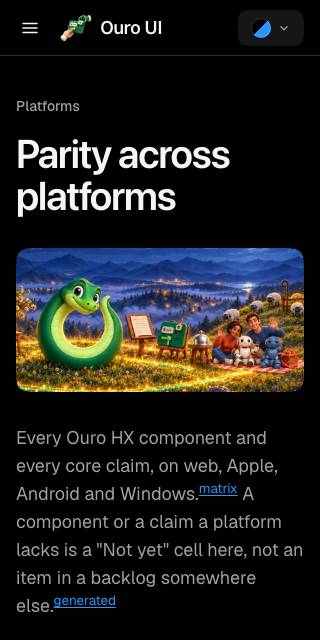 Ouro UI
Platforms
Parity across
platforms
Every Ouro HX component and
every core claim, on web, Apple,
Android and Windows.matrix A
component or a claim a platform
lacks is a "Not yet" cell here, not an
item in a backlog somewhere
else.generated